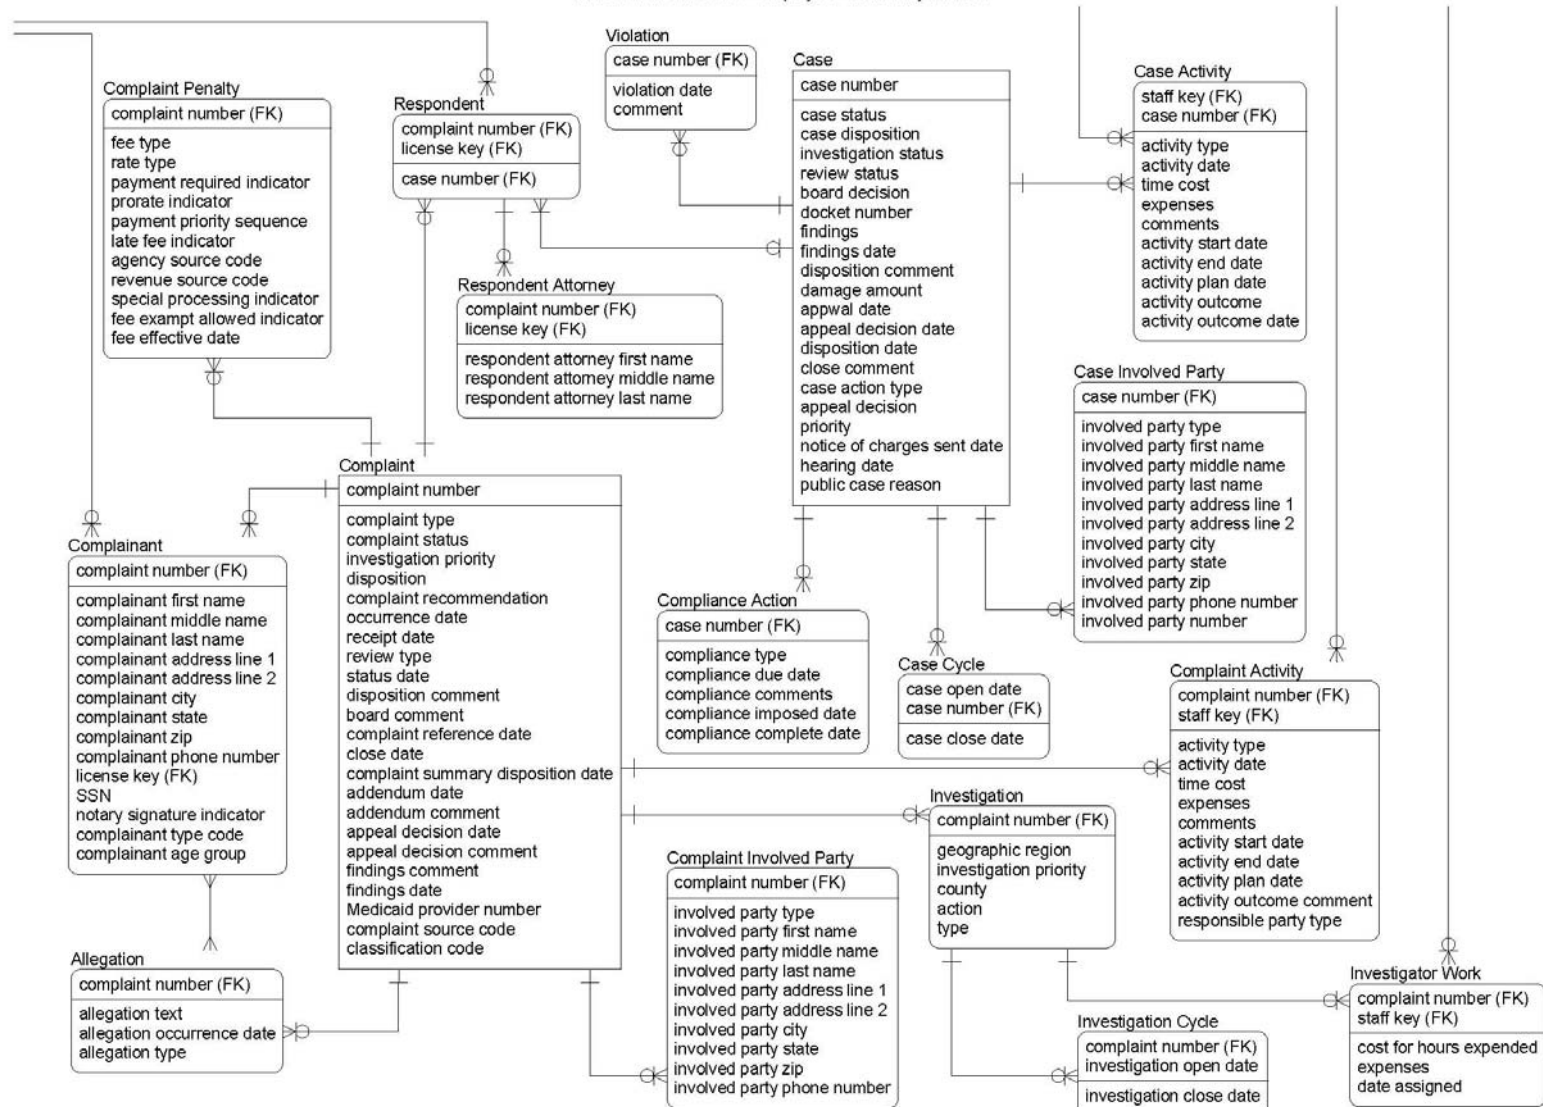 Violation
case number (FK)
violation date
comment
Case
case number
case status
case disposition
investigation status
review status
board decision
docket number
findings
findings date
disposition comment
damage amount
appwal date
appeal decision date
disposition date
close comment
case action type
appeal decision
priority
notice of charges sent date
hearing date
public case reason
Case Activity
staff key (FK)
case number (FK)
activity type
activity date
time cost
expenses
comments
activity start date
activity end date
activity plan date
activity outcome
activity outcome date
Complaint Penalty
complaint number (FK)
fee type
rate type
payment required indicator
prorate indicator
payment priority sequence
late fee indicator
agency source code
revenue source code
special processing indicator
fee exampt allowed indicator
fee effective date
Respondent
complaint number (FK)
license key (FK)
case number (FK)
Respondent Attorney
complaint number (FK)
license key (FK)
respondent attorney first name
respondent attorney middle name
respondent attorney last name
Case Involved Party
case number (FK)
involved party type
involved party first name
involved party middle name
involved party last name
involved party address line 1
involved party address line 2
involved party city
involved party state
involved party zip
involved party phone number
involved party number
Complaint
complaint number
complaint type
complaint status
investigation priority
disposition
complaint recommendation
occurrence date
receipt date
review type
status date
disposition comment
board comment
complaint reference date
close date
complaint summary disposition date
addendum date
addendum comment
appeal decision date
appeal decision comment
findings comment
findings date
Medicaid provider number
complaint source code
classification code
Complainant
complaint number (FK)
complainant first name
complainant middle name
complainant last name
complainant address line 1
complainant address line 2
complainant city
complainant state
complainant zip
complainant phone number
license key (FK)
SSN
notary signature indicator
complainant type code
complainant age group
Compliance Action
case number (FK)
compliance type
compliance due date
compliance comments
compliance imposed date
compliance complete date
Case Cycle
case open date
case number (FK)
case close date
Complaint Activity
complaint number (FK)
staff key (FK)
activity type
activity date
time cost
expenses
comments
activity start date
activity end date
activity plan date
activity outcome comment
responsible party type
Investigation
complaint number (FK)
geographic region
investigation priority
county
action
type
Complaint Involved Party
complaint number (FK)
involved party type
involved party first name
involved party middle name
involved party last name
involved party address line 1
involved party address line 2
involved party city
involved party state
involved party zip
involved party phone number
Allegation
complaint number (FK)
allegation text
allegation occurrence date
allegation type
Investigator Work
complaint number (FK)
staff key (FK)
cost for hours expended
expenses
date assigned
Investigation Cycle
complaint number (FK)
investigation open date
investigation close date